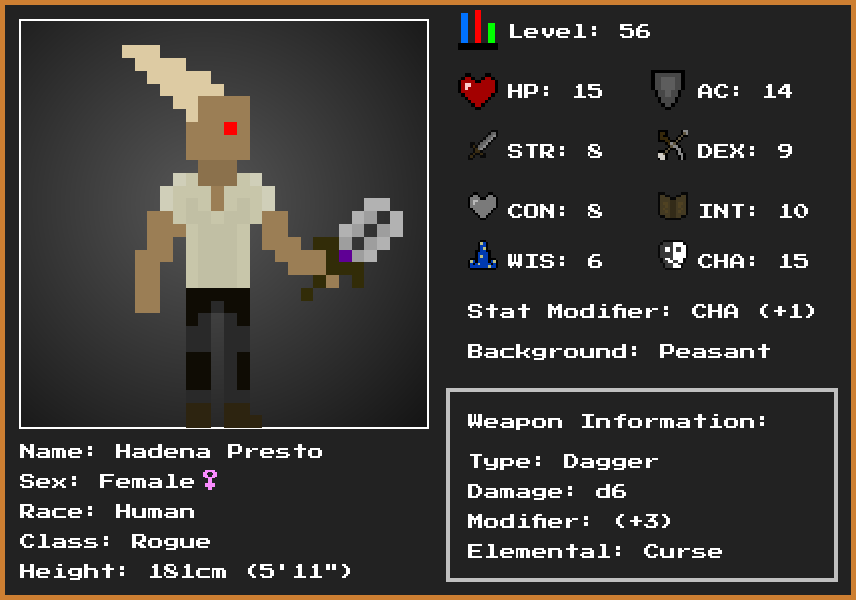 Level: 56
HP: 15 AC: 14
STR: 8 DEX: 9
CON: 8 INT: 10
WIS: 6 CHA: 15
Stat Modifier: CHA (+1)
Background: Peasant
Weapon Information:
Type: Dagger
Damage: d6
Modifier: (+3)
Elemental: Curse
Name: Hadena Presto
Sex: Female♀
Race: Human
Class: Rogue
Height: 181cm (5'11")